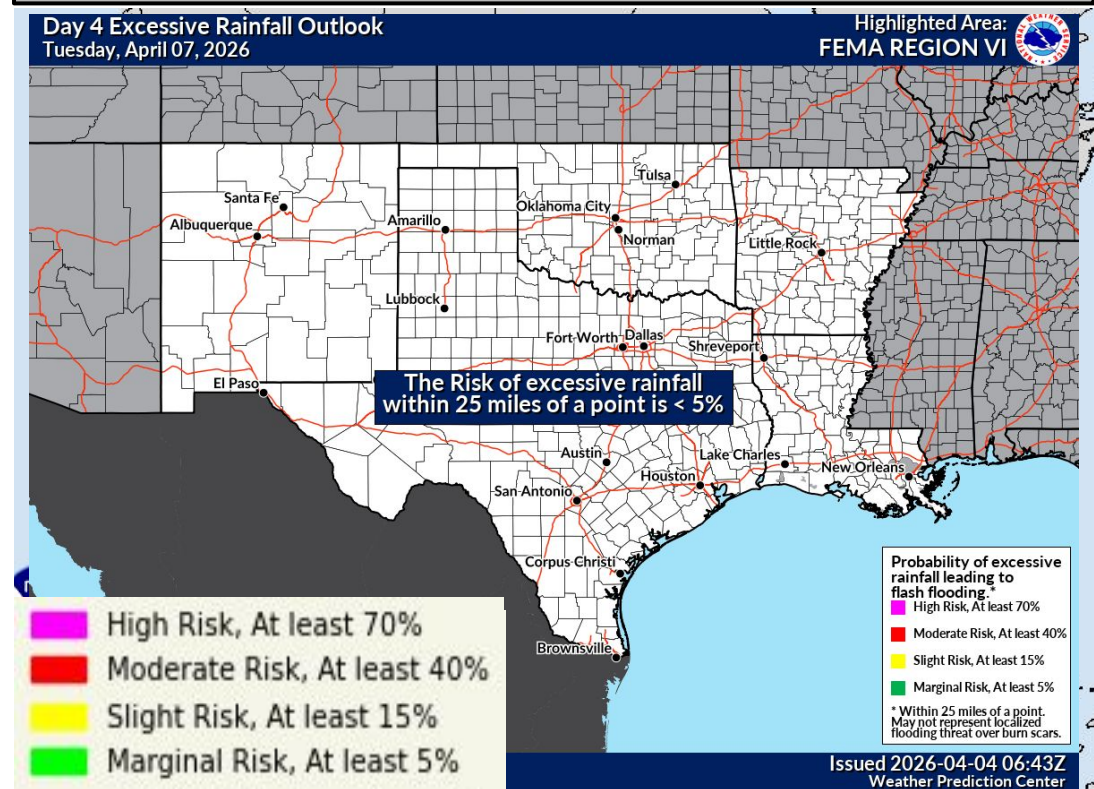 Day 4 Excessive Rainfall Outlook
Tuesday, April 07, 2026
Highlighted Area:
FEMA REGION VI
Santa Fe
Albuquerque
Amarillo
Tulsa
Oklahoma City
Norman
Little Rock
Lubbock
Fort Worth
Dallas
Shreveport
El Paso
The Risk of excessive rainfall
within 25 miles of a point is < 5%
Austin
Houston
Lake Charles
New Orleans
San Antonio
Corpus Christi
Brownsville
Probability of excessive
rainfall leading to
flash flooding.*
High Risk, At least 70%
Moderate Risk, At least 40%
Slight Risk, At least 15%
Marginal Risk, At least 5%
* Within 25 miles of a point.
May not represent localized
flooding threat over burn scars.
High Risk, At least 70%
Moderate Risk, At least 40%
Slight Risk, At least 15%
Marginal Risk, At least 5%
Issued 2026-04-04 06:43Z
Weather Prediction Center